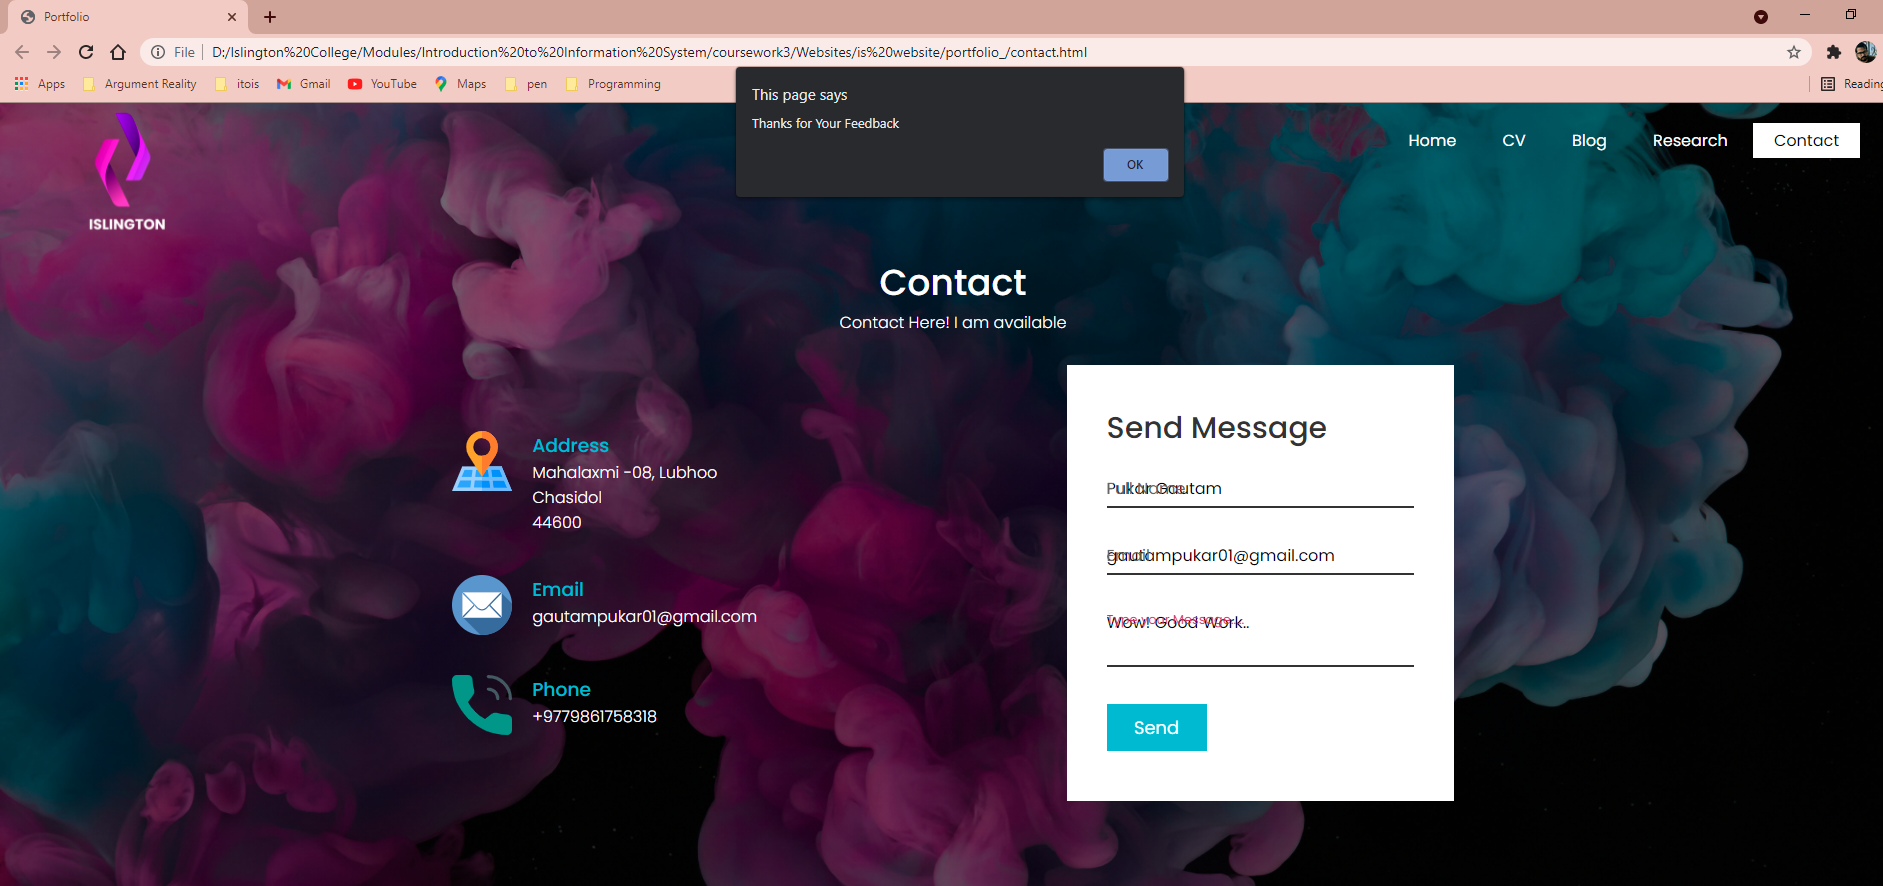 Portfolio
File
D:/Islington%20College/Modules/Introduction%20to%20Information%20System/coursework3/Websites/is%20website/portfolio_/contact.html
Apps
Argument Reality
itois
Gmail
YouTube
Maps
pen
Programming
Reading
This page says
Thanks for Your Feedback
OK
ISLINGTON
Home
CV
Blog
Research
Contact
Contact
Contact Here! I am available
Address
Mahalaxmi -08, Lubhoo
Chasidol
44600
Email
gautampukar01@gmail.com
Phone
+9779861758318
Send Message
Full Name
Pukar Gautam
Email
gautampukar01@gmail.com
Type your Message...
Wow! Good Work..
Send